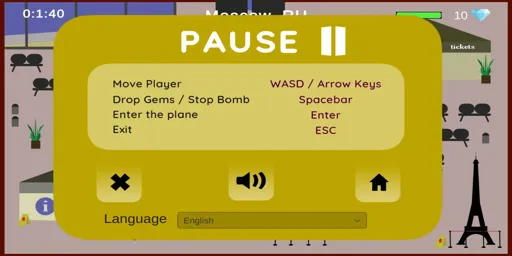 0:1:40
Moscow, RU
10
PAUSE
tickets
Move Player WASD / Arrow Keys
Drop Gems / Stop Bomb Spacebar
Enter the plane Enter
Exit ESC
i
Language English